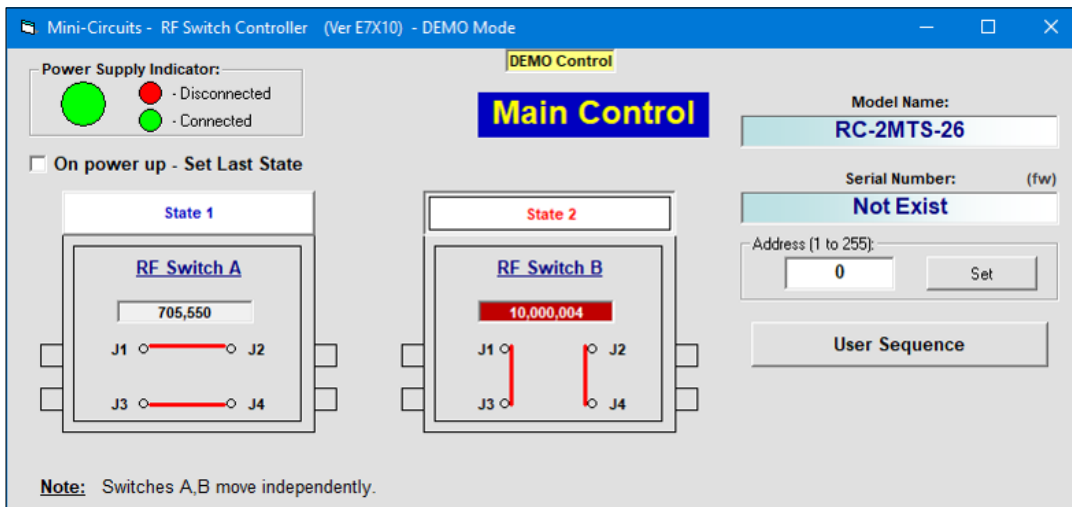 Mini-Circuits - RF Switch Controller (Ver E7X10) - DEMO Mode
DEMO Control
Power Supply Indicator:
- Disconnected
- Connected
Main Control
Model Name:
RC-2MTS-26
On power up - Set Last State
Serial Number: (fw)
Not Exist
State 1
State 2
Address (1 to 255):
0
Set
RF Switch A
RF Switch B
705,550
10,000,004
User Sequence
J1 J2
J1 J2
J3 J4
J3 J4
Note: Switches A,B move independently.